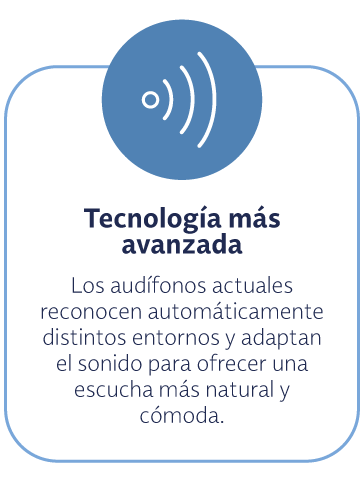 Tecnología más
avanzada
Los audífonos actuales
reconocen automáticamente
distintos entornos y adaptan
el sonido para ofrecer una
escucha más natural y
cómoda.